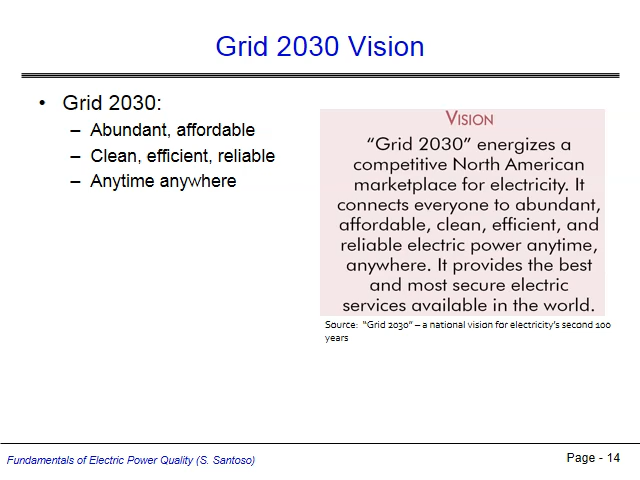 Grid 2030 Vision
• Grid 2030:
– Abundant, affordable
– Clean, efficient, reliable
– Anytime anywhere
VISION
“Grid 2030” energizes a
competitive North American
marketplace for electricity. It
connects everyone to abundant,
affordable, clean, efficient, and
reliable electric power anytime,
anywhere. It provides the best
and most secure electric
services available in the world.
Source: “Grid 2030” – a national vision for electricity’s second 100
years
Fundamentals of Electric Power Quality (S. Santoso)
Page - 14